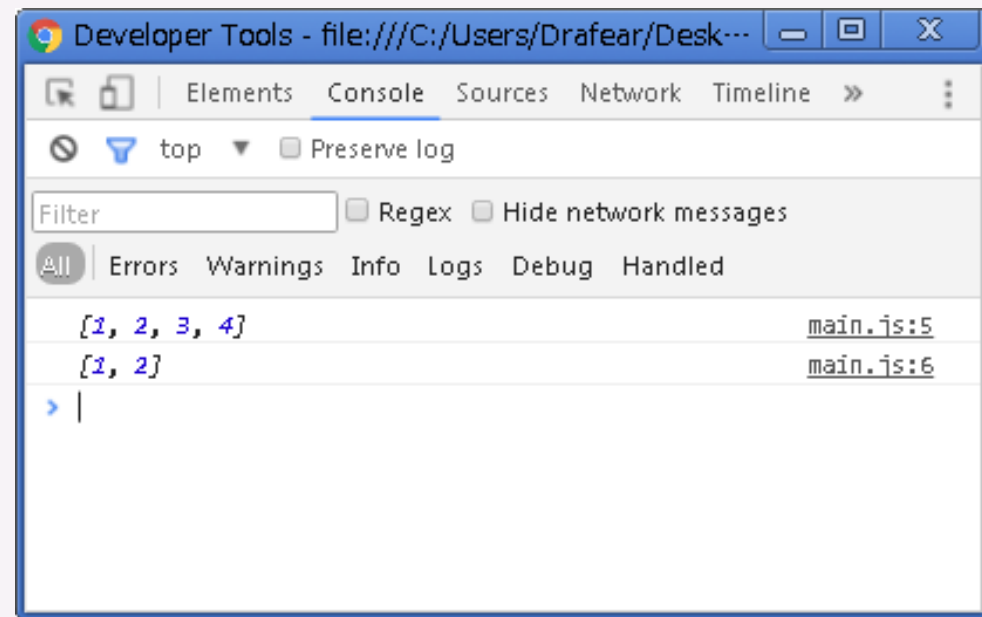 Developer Tools - file:///C:/Users/Drafear/Desk...
Elements Console Sources Network Timeline »
top ▼ Preserve log
Filter Regex Hide network messages
All Errors Warnings Info Logs Debug Handled
[1, 2, 3, 4] main.js:5
[1, 2] main.js:6
>